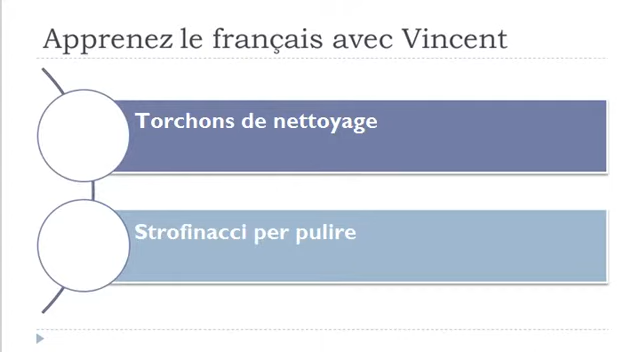 Apprenez le français avec Vincent
Torchons de nettoyage
Strofinacci per pulire